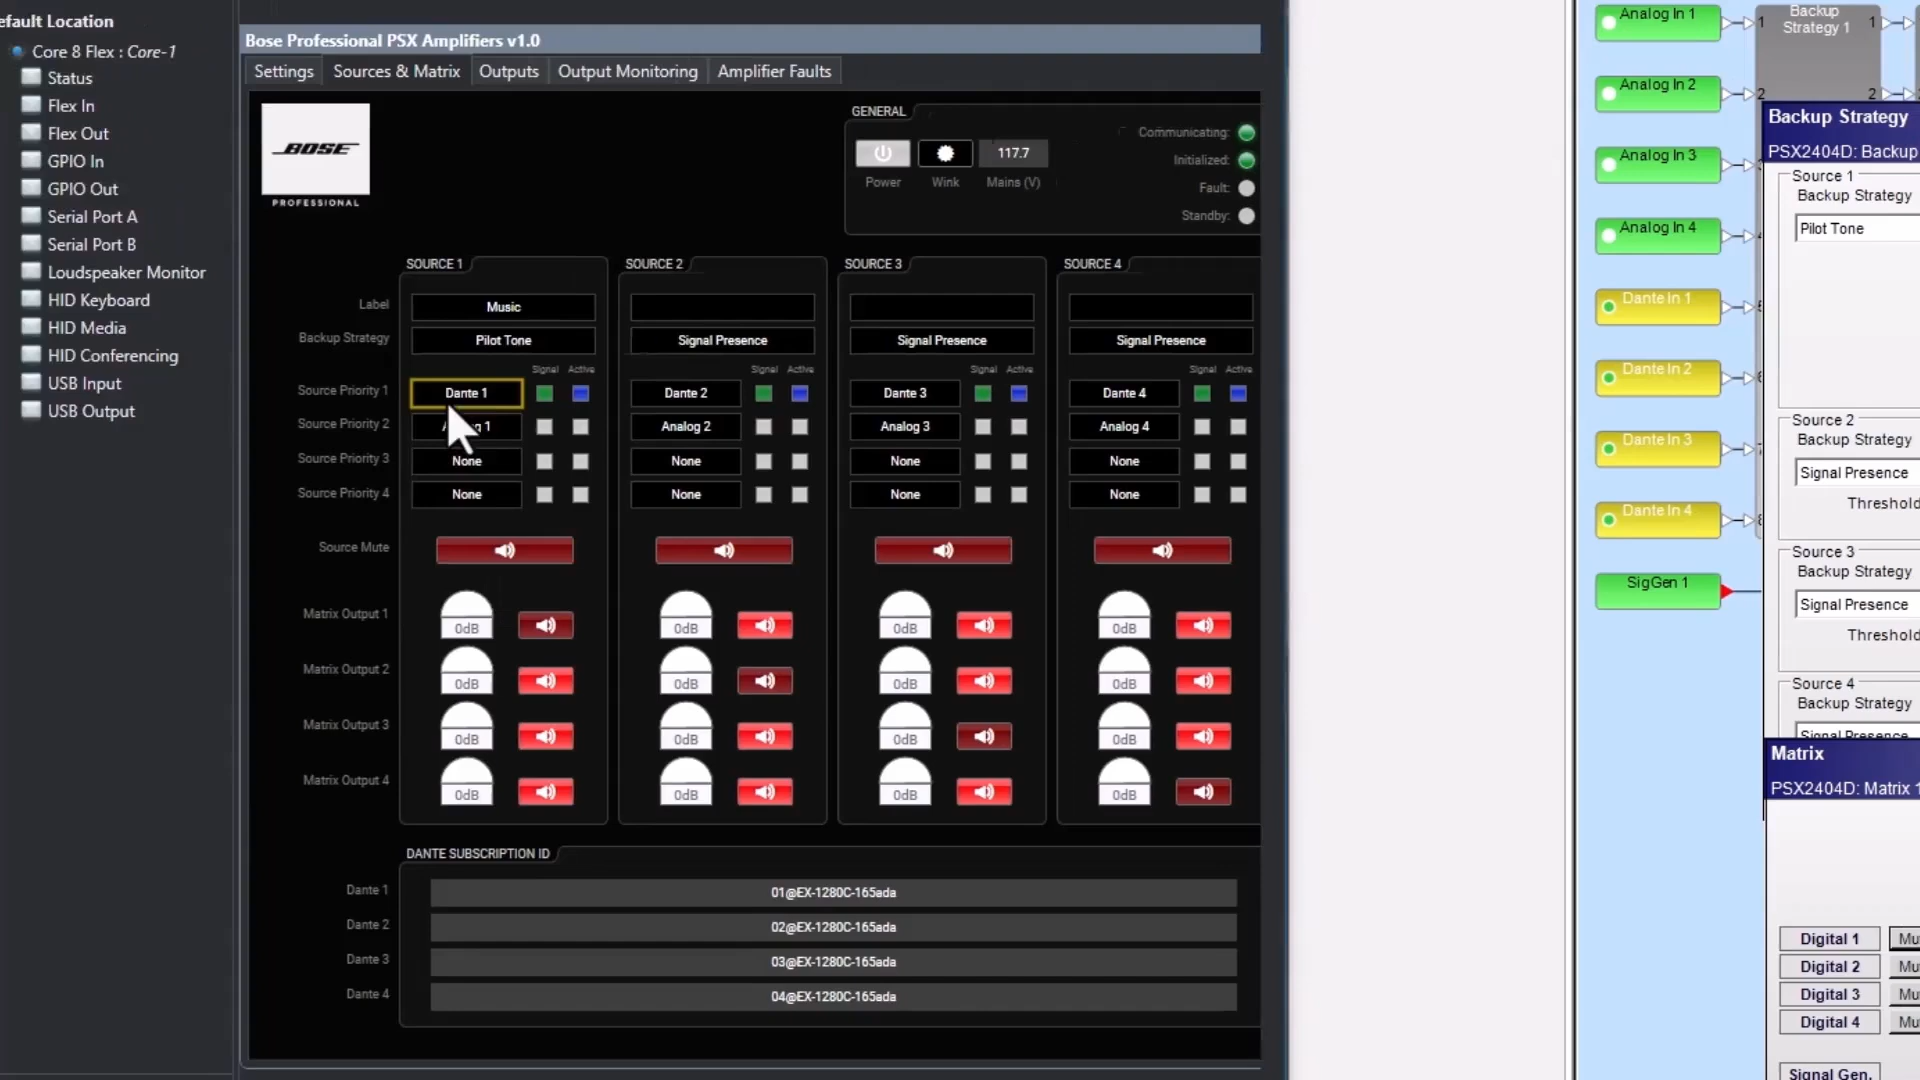 efault Location
Core 8 Flex : Core-1
Status
Flex In
Flex Out
GPIO In
GPIO Out
Serial Port A
Serial Port B
Loudspeaker Monitor
HID Keyboard
HID Media
HID Conferencing
USB Input
USB Output
Bose Professional PSX Amplifiers v1.0
Settings Sources & Matrix Outputs Output Monitoring Amplifier Faults
BOSE
PROFESSIONAL
GENERAL
117.7
Power Wink Mains (V)
Communicating:
Initialized:
Fault:
Standby:
SOURCE 1 SOURCE 2 SOURCE 3 SOURCE 4
Label Music
Backup Strategy Pilot Tone Signal Presence Signal Presence Signal Presence
Signal Active Signal Active Signal Active Signal Active
Source Priority 1 Dante 1 Dante 2 Dante 3 Dante 4
Source Priority 2 1 Analog 2 Analog 3 Analog 4
Source Priority 3 None None None None
Source Priority 4 None None None None
Source Mute
Matrix Output 1 0dB 0dB 0dB 0dB
Matrix Output 2 0dB 0dB 0dB 0dB
Matrix Output 3 0dB 0dB 0dB 0dB
Matrix Output 4 0dB 0dB 0dB 0dB
DANTE SUBSCRIPTION ID
Dante 1 01@EX-1280C-165ada
Dante 2 02@EX-1280C-165ada
Dante 3 03@EX-1280C-165ada
Dante 4 04@EX-1280C-165ada
Analog In 1
Analog In 2
Analog In 3
Analog In 4
Dante In 1
Dante In 2
Dante In 3
Dante In 4
SigGen 1
Backup
Strategy 1
1 1
2 2
Backup Strategy
PSX2404D: Backup
Source 1
Backup Strategy
Pilot Tone
Source 2
Backup Strategy
Signal Presence
Threshold
Source 3
Backup Strategy
Signal Presence
Threshold
Source 4
Backup Strategy
Signal Presence
Matrix
PSX2404D: Matrix 1
Digital 1 Mu
Digital 2 Mu
Digital 3 Mu
Digital 4 Mu
Signal Gen.